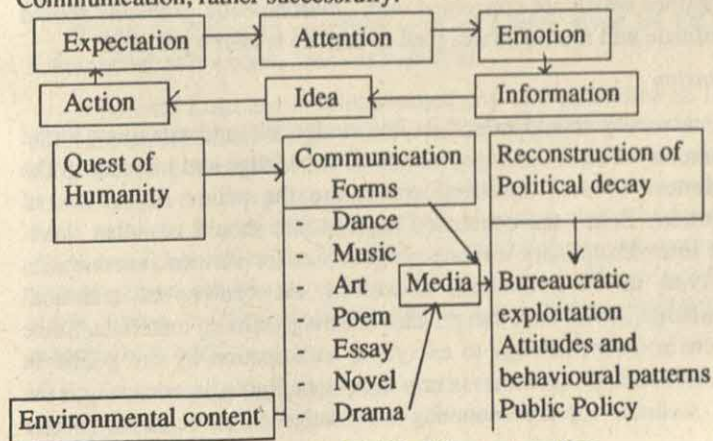 Communication, rather successfully.
Expectation
Attention
Emotion
Action
Idea
Information
Quest of
Humanity
Communication
Forms
Dance
Music
- Art
Poem
Essay
Novel
- Drama
Media
Environmental content
Reconstruction of
Political decay
Bureaucratic
exploitation
Attitudes and
behavioural patterns
Public Policy